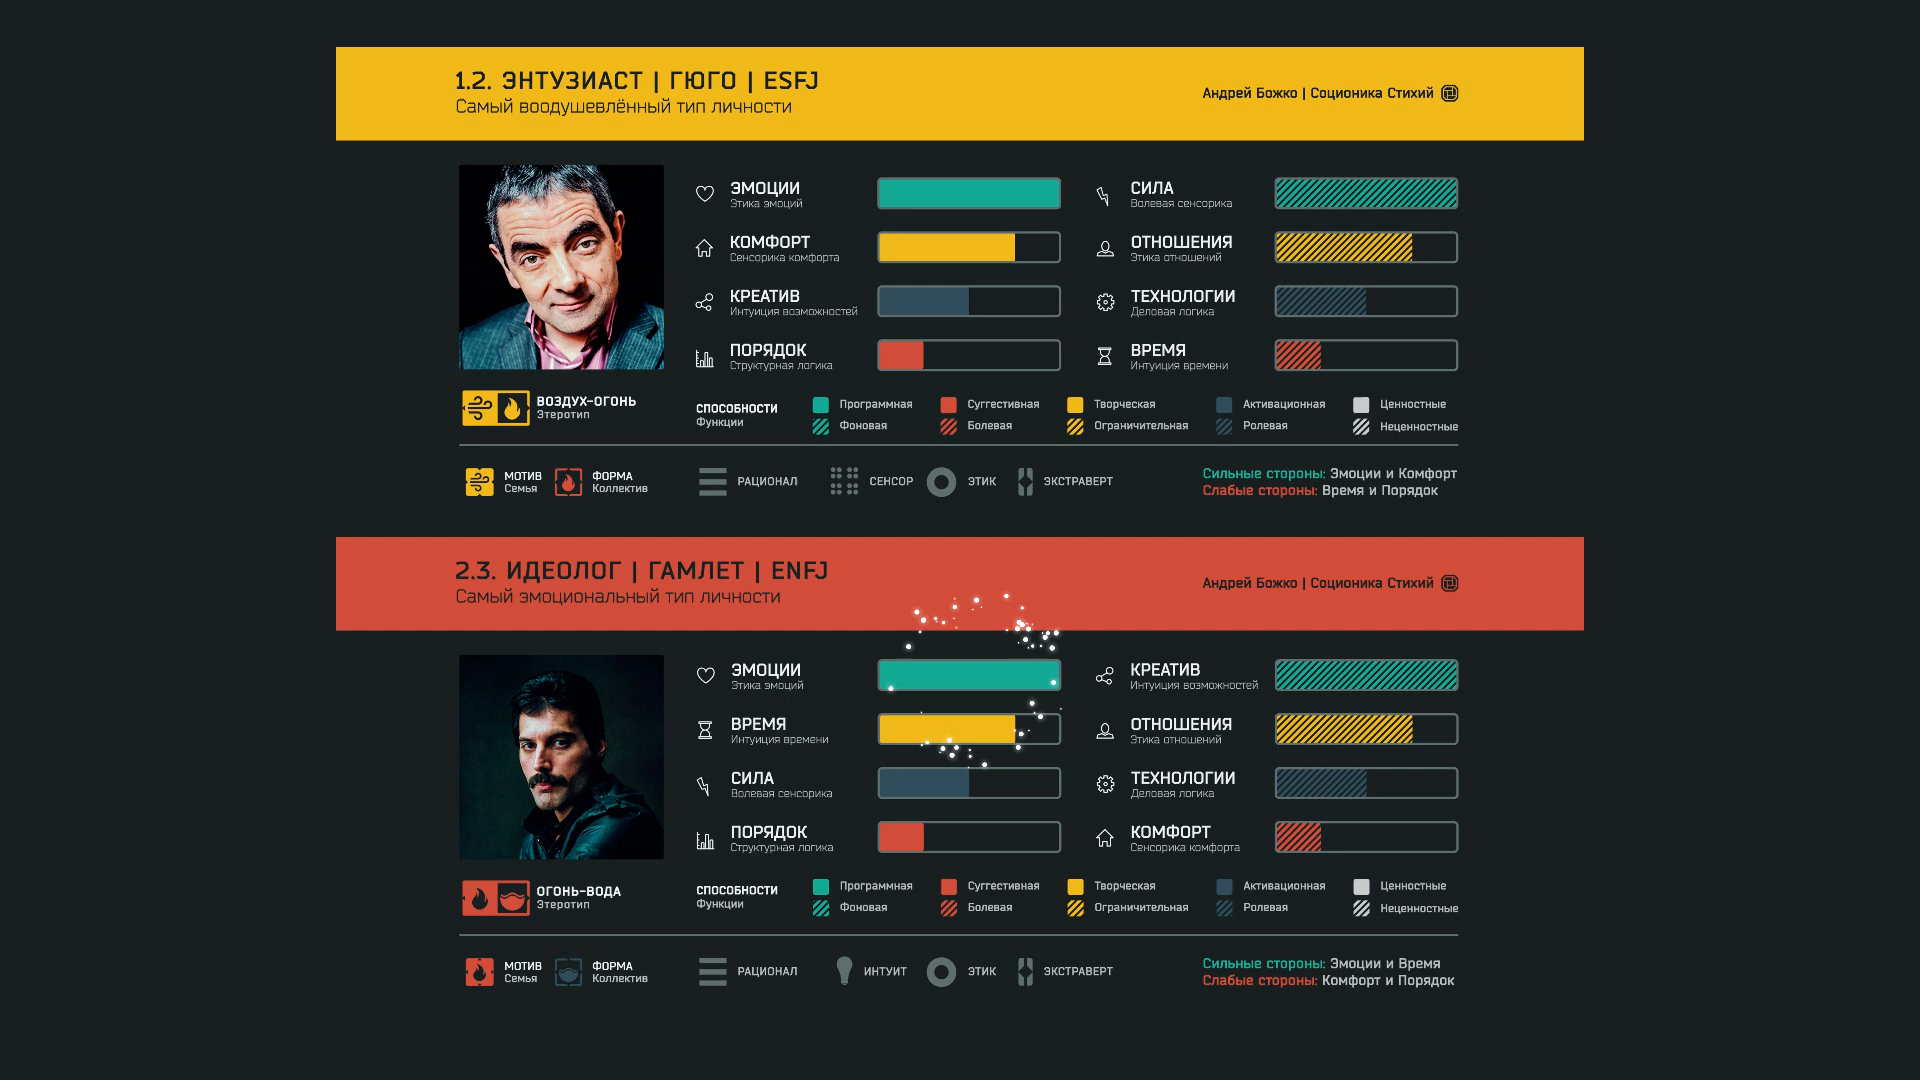 1.2. ЭНТУЗИАСТ | ГЮГО | ESFJ
Самый воодушевлённый тип личности
Андрей Божко | Соционика Стихий
ЭМОЦИИ
Этика эмоций
СИЛА
Волевая сенсорика
КОМФОРТ
Сенсорика комфорта
ОТНОШЕНИЯ
Этика отношений
КРЕАТИВ
Интуиция возможностей
ТЕХНОЛОГИИ
Деловая логика
ПОРЯДОК
Структурная логика
ВРЕМЯ
Интуиция времени
ВОЗДУХ-ОГОНЬ
Этеротип
СПОСОБНОСТИ
Функции
Программная
Суггестивная
Творческая
Активационная
Ценностные
Фоновая
Болевая
Ограничительная
Ролевая
Неценностные
МОТИВ
Семья
ФОРМА
Коллектив
РАЦИОНАЛ
СЕНСОР
ЭТИК
ЭКСТРАВЕРТ
Сильные стороны: Эмоции и Комфорт
Слабые стороны: Время и Порядок
2.3. ИДЕОЛОГ | ГАМЛЕТ | ENFJ
Самый эмоциональный тип личности
Андрей Божко | Соционика Стихий
ЭМОЦИИ
Этика эмоций
КРЕАТИВ
Интуиция возможностей
ВРЕМЯ
Интуиция времени
ОТНОШЕНИЯ
Этика отношений
СИЛА
Волевая сенсорика
ТЕХНОЛОГИИ
Деловая логика
ПОРЯДОК
Структурная логика
КОМФОРТ
Сенсорика комфорта
ОГОНЬ-ВОДА
Этеротип
СПОСОБНОСТИ
Функции
Программная
Суггестивная
Творческая
Активационная
Ценностные
Фоновая
Болевая
Ограничительная
Ролевая
Неценностные
МОТИВ
Семья
ФОРМА
Коллектив
РАЦИОНАЛ
ИНТУИТ
ЭТИК
ЭКСТРАВЕРТ
Сильные стороны: Эмоции и Время
Слабые стороны: Комфорт и Порядок